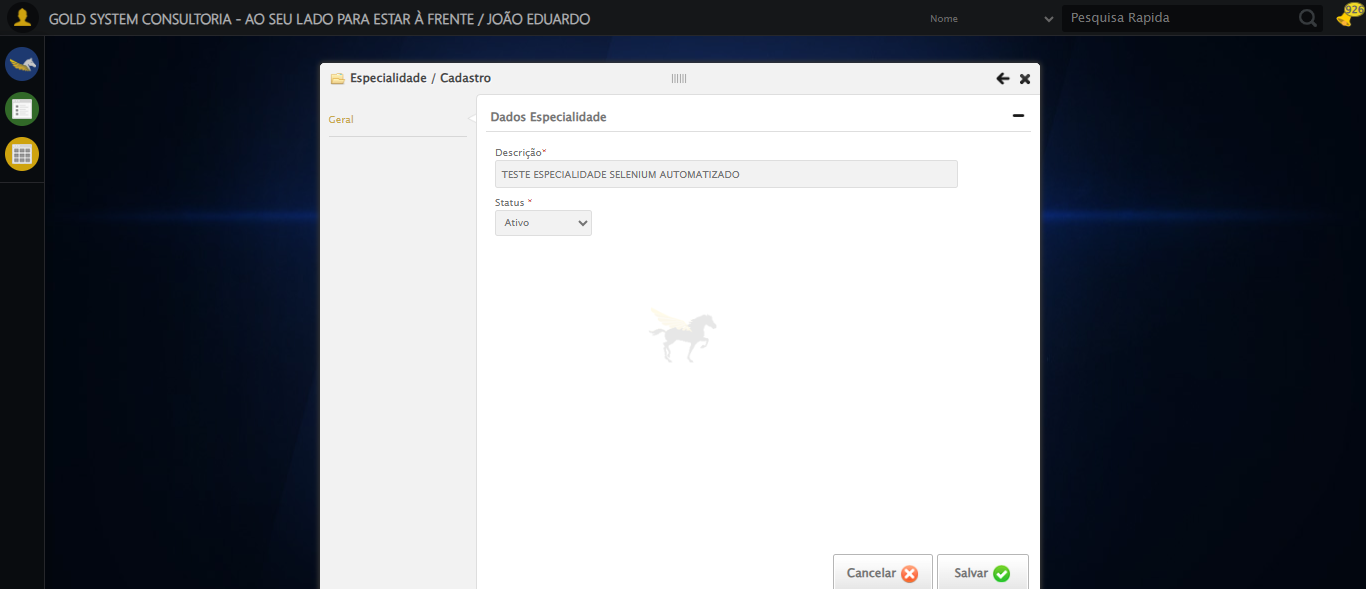 GOLD SYSTEM CONSULTORIA - AO SEU LADO PARA ESTAR À FRENTE / JOÃO EDUARDO
Nome
Pesquisa Rapida
926
Especialidade / Cadastro
Geral
Dados Especialidade
Descrição*
TESTE ESPECIALIDADE SELENIUM AUTOMATIZADO
Status *
Ativo
Cancelar
Salvar